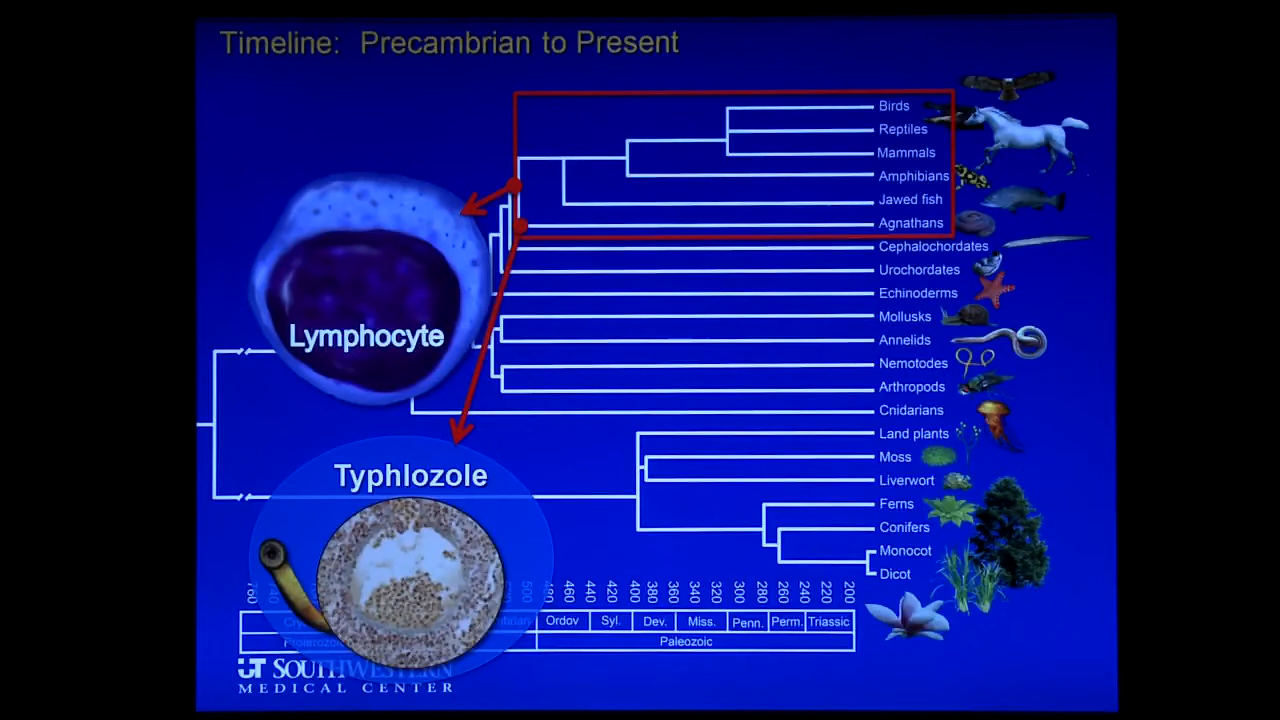 Timeline: Precambrian to Present
Birds
Reptiles
Mammals
Amphibians
Jawed fish
Agnathans
Cephalochordates
Urochordates
Echinoderms
Mollusks
Annelids
Nemotodes
Arthropods
Cnidarians
Land plants
Moss
Liverwort
Ferns
Conifers
Monocot
Dicot
Lymphocyte
Typhlozole
760 500 480 460 440 420 400 380 360 340 320 300 280 260 240 220 200
Ordov Syl. Dev. Miss. Penn. Perm. Triassic
Paleozoic
UT SOUTHWESTERN
MEDICAL CENTER